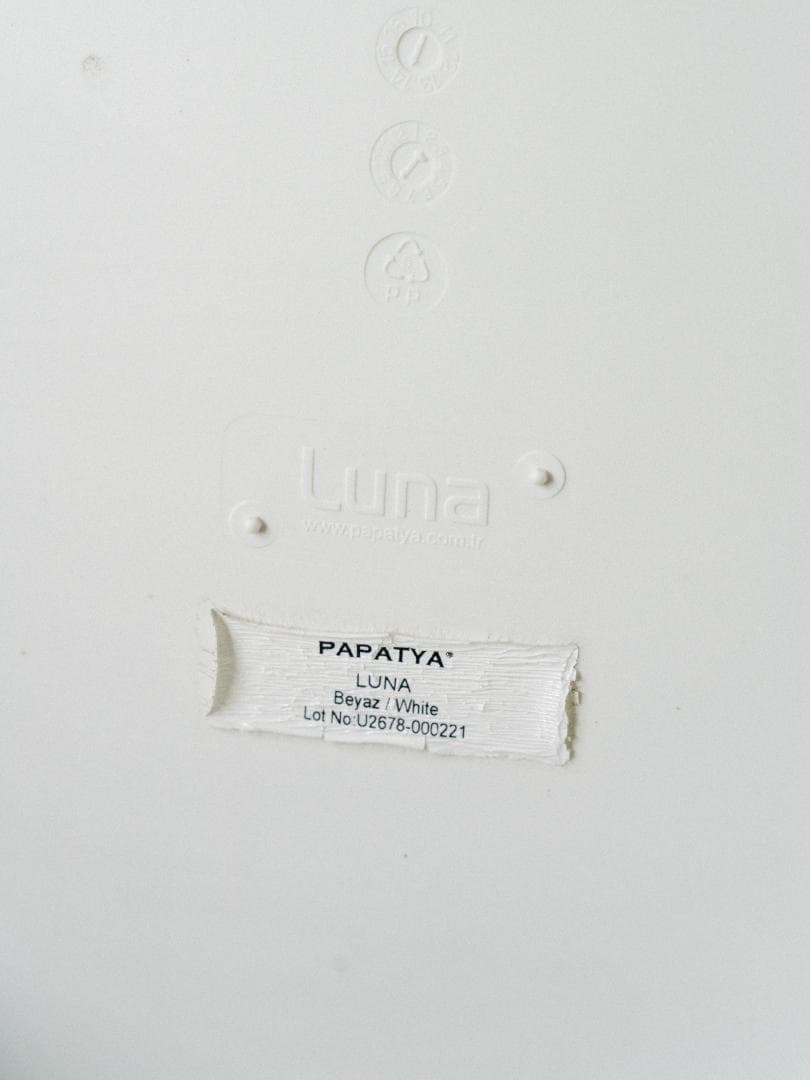 PP
Luna
www.papatya.com.tr
PAPATYA®
LUNA
Beyaz / White
Lot No:U2678-000221